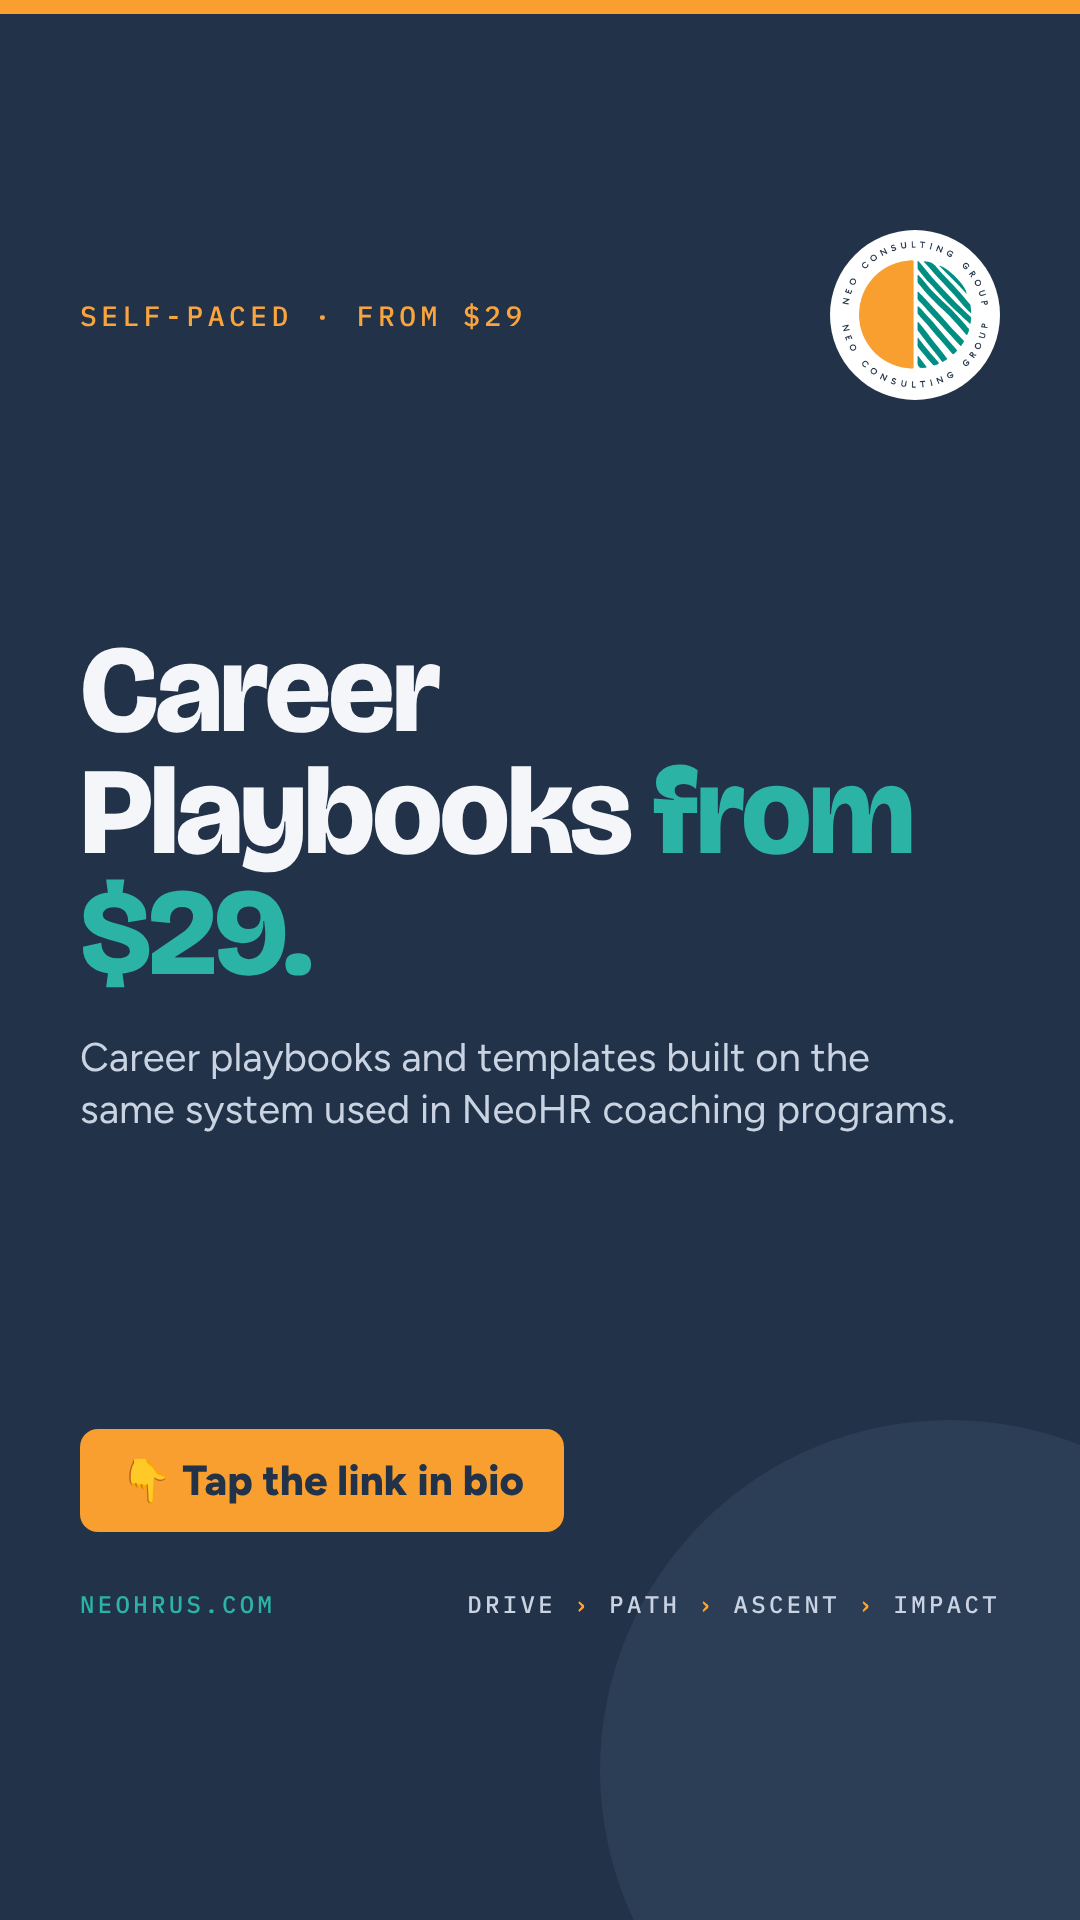 SELF-PACED · FROM $29
NEO CONSULTING GROUP
NEO CONSULTING GROUP
Career
Playbooks from
$29.
Career playbooks and templates built on the
same system used in NeoHR coaching programs.
👇 Tap the link in bio
NEOHRUS.COM
DRIVE › PATH › ASCENT › IMPACT